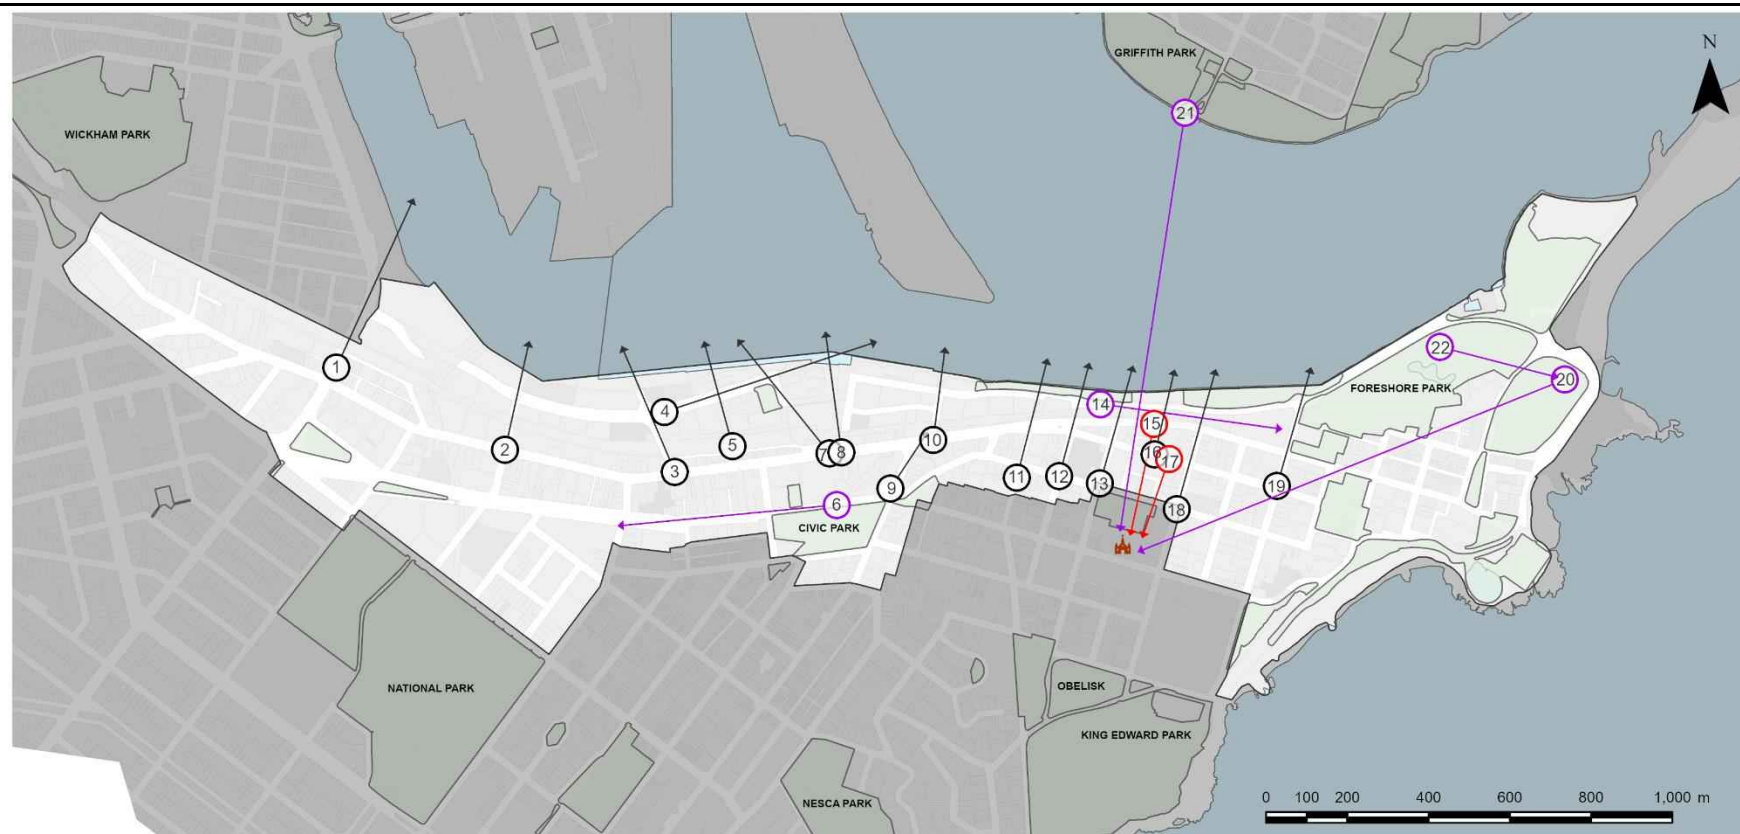 GRIFFITH PARK
N
21
WICKHAM PARK
1
22
20
FORESHORE PARK
4
14
15
2
3
5
7
8
10
16
17
9
11
12
13
19
6
18
CIVIC PARK
NATIONAL PARK
OBELISK
KING EDWARD PARK
NESCA PARK
0 100 200 400 600 800 1,000 m